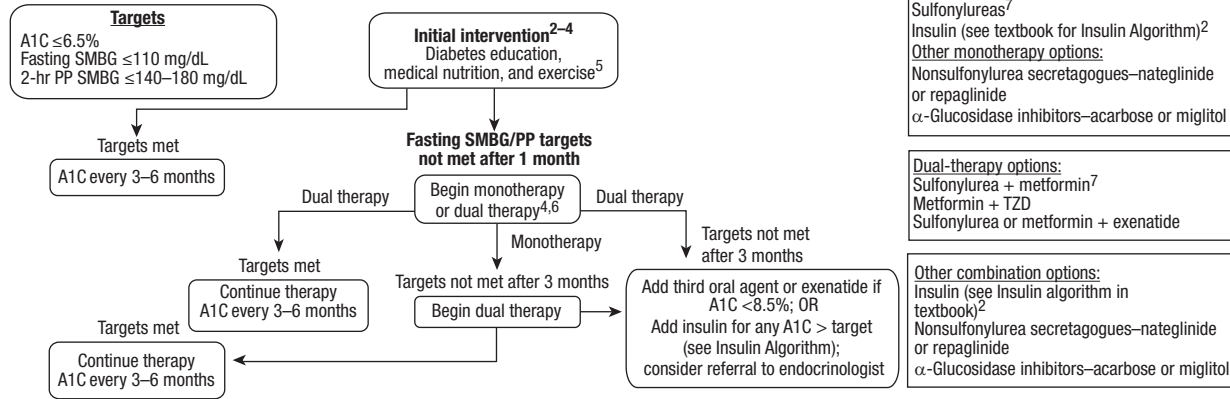 Targets
A1C ≤6.5%
Fasting SMBG ≤110 mg/dL
2-hr PP SMBG ≤140–180 mg/dL
Initial intervention2–4
Diabetes education,
medical nutrition, and exercise5
Targets met
A1C every 3–6 months
Fasting SMBG/PP targets
not met after 1 month
Dual therapy
Begin monotherapy
or dual therapy4,6
Dual therapy
Monotherapy
Targets met
Continue therapy
A1C every 3–6 months
Targets not met after 3 months
Begin dual therapy
Targets not met
after 3 months
Add third oral agent or exenatide if
A1C <8.5%; OR
Add insulin for any A1C > target
(see Insulin Algorithm);
consider referral to endocrinologist
Targets met
Continue therapy
A1C every 3–6 months
Sulfonylureas7
Insulin (see textbook for Insulin Algorithm)2
Other monotherapy options:
Nonsulfonylurea secretagogues–nateglinide
or repaglinide
α-Glucosidase inhibitors–acarbose or miglitol
Dual-therapy options:
Sulfonylurea + metformin7
Metformin + TZD
Sulfonylurea or metformin + exenatide
Other combination options:
Insulin (see Insulin algorithm in
textbook)2
Nonsulfonylurea secretagogues–nateglinide
or repaglinide
α-Glucosidase inhibitors–acarbose or miglitol